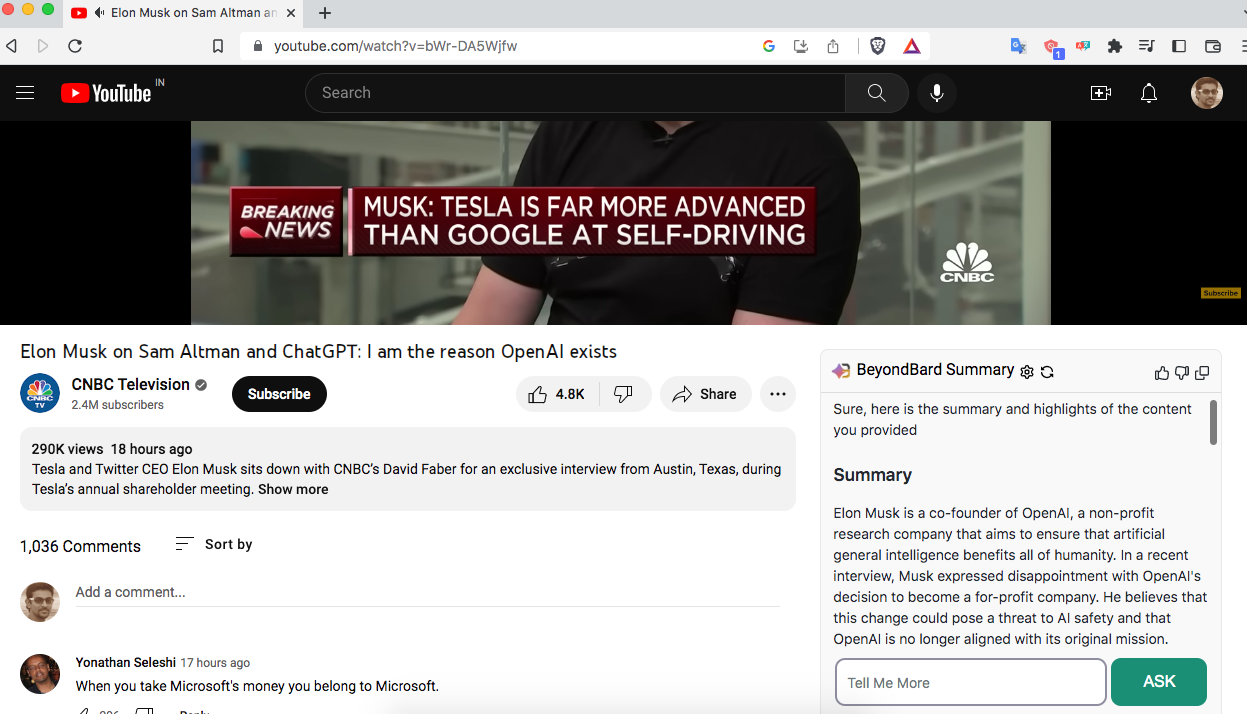 Elon Musk on Sam Altman an
youtube.com/watch?v=bWr-DA5Wjfw
1
YouTube IN
Search
BREAKING NEWS
MUSK: TESLA IS FAR MORE ADVANCED
THAN GOOGLE AT SELF-DRIVING
CNBC
Subscribe
Elon Musk on Sam Altman and ChatGPT: I am the reason OpenAI exists
CNBC TV
CNBC Television
2.4M subscribers
Subscribe
4.8K
Share
290K views 18 hours ago
Tesla and Twitter CEO Elon Musk sits down with CNBC’s David Faber for an exclusive interview from Austin, Texas, during
Tesla’s annual shareholder meeting. Show more
1,036 Comments
Sort by
Add a comment...
Yonathan Seleshi 17 hours ago
When you take Microsoft's money you belong to Microsoft.
Reply
BeyondBard Summary
Sure, here is the summary and highlights of the content
you provided
Summary
Elon Musk is a co-founder of OpenAI, a non-profit
research company that aims to ensure that artificial
general intelligence benefits all of humanity. In a recent
interview, Musk expressed disappointment with OpenAI's
decision to become a for-profit company. He believes that
this change could pose a threat to AI safety and that
OpenAI is no longer aligned with its original mission.
Tell Me More
ASK